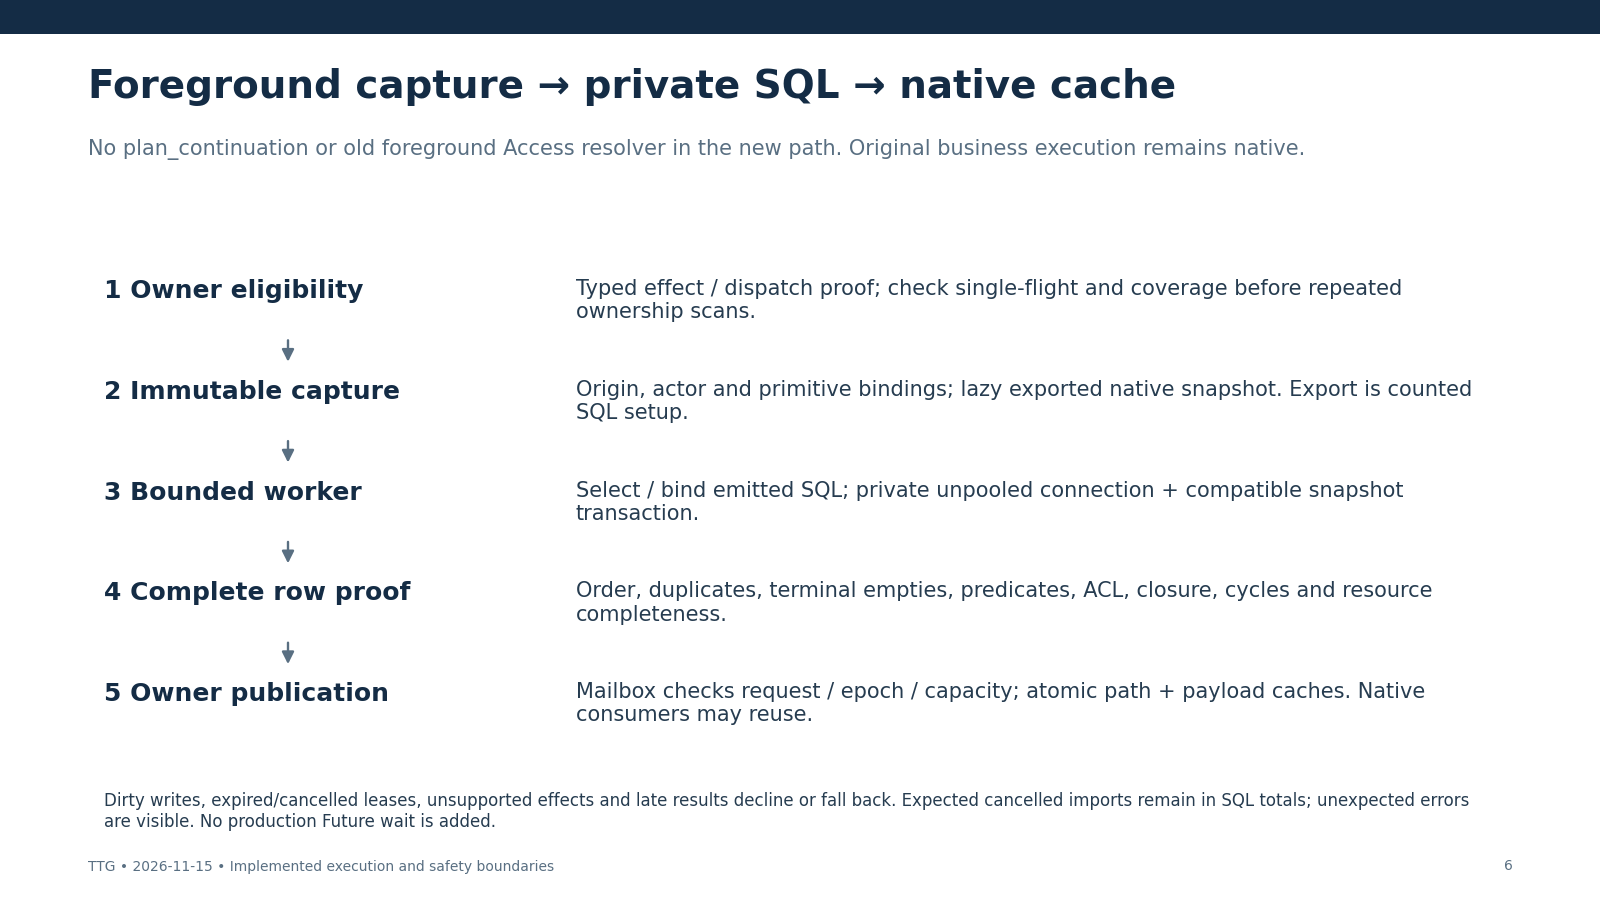 Foreground capture → private SQL → native cache
No plan_continuation or old foreground Access resolver in the new path. Original business execution remains native.
1 Owner eligibility
Typed effect / dispatch proof; check single-flight and coverage before repeated
ownership scans.
2 Immutable capture
Origin, actor and primitive bindings; lazy exported native snapshot. Export is counted
SQL setup.
3 Bounded worker
Select / bind emitted SQL; private unpooled connection + compatible snapshot
transaction.
4 Complete row proof
Order, duplicates, terminal empties, predicates, ACL, closure, cycles and resource
completeness.
5 Owner publication
Mailbox checks request / epoch / capacity; atomic path + payload caches. Native
consumers may reuse.
Dirty writes, expired/cancelled leases, unsupported effects and late results decline or fall back. Expected cancelled imports remain in SQL totals; unexpected errors
are visible. No production Future wait is added.
TTG • 2026-11-15 • Implemented execution and safety boundaries
6